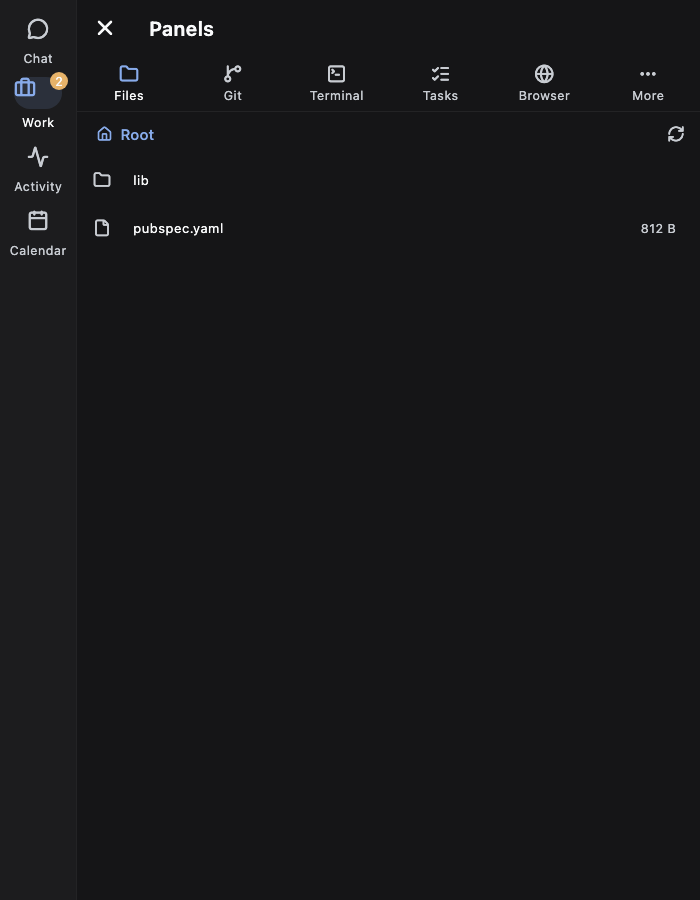 Chat
2
Work
Activity
Calendar
Panels
Files
Git
Terminal
Tasks
Browser
More
Root
lib
pubspec.yaml 812 B